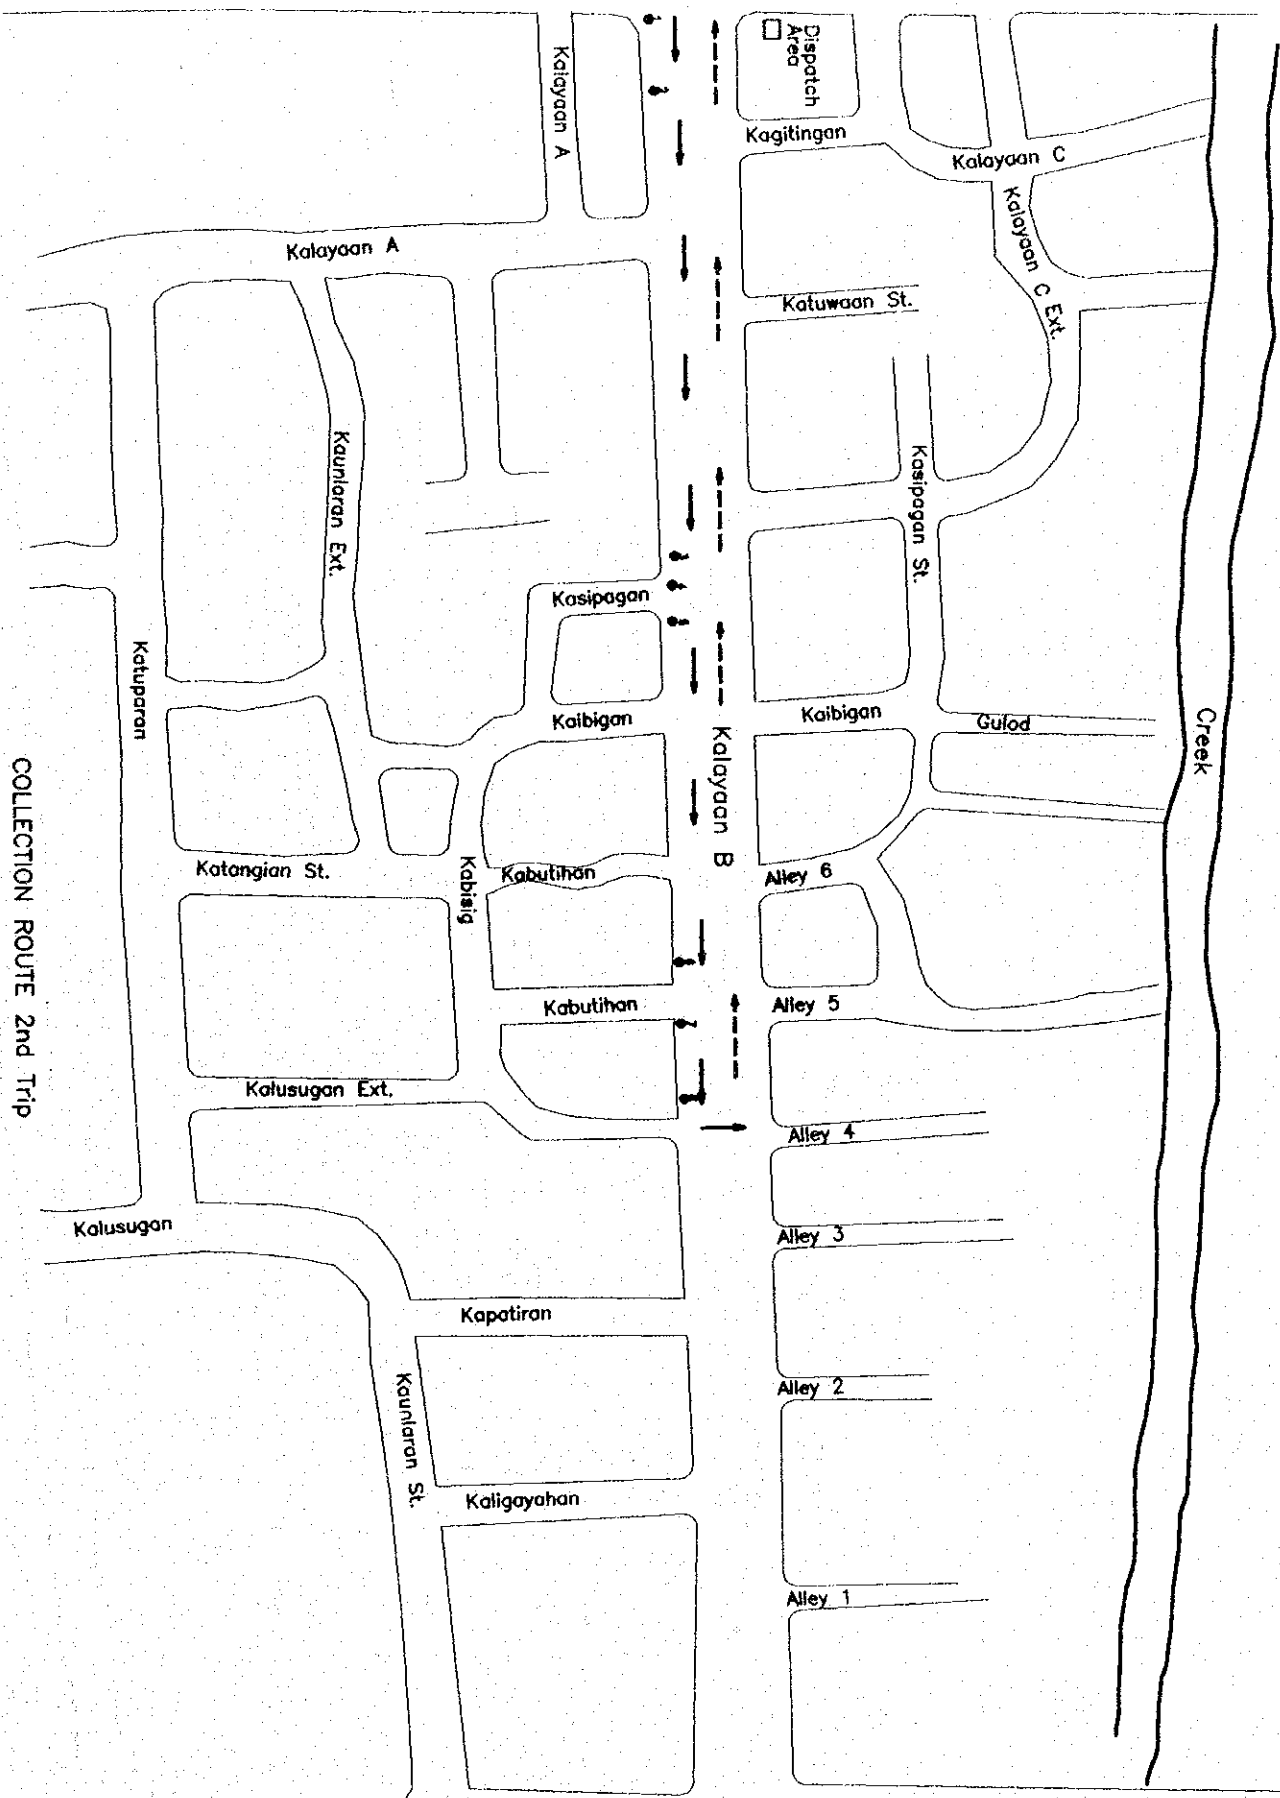 Dispatch
Area
Kalayaan A
Kagitingan
Kalayaan C
Kalayaan A
Kalayaan C Ext.
Katuwaan St.
Kaunlaran Ext.
Kasipagan St.
Kasipagan
Katuparan
Kaibigan
Kalayaan B
Kaibigan
Gulod
Creek
Katangian St.
Kabisig
Kabutihan
Alley 6
Kabutihan
Alley 5
Kalusugan Ext.
Alley 4
Kalusugan
Alley 3
Kapatiran
Alley 2
Kaunlaran St.
Kaligayahan
Alley 1
COLLECTION ROUTE 2nd Trip